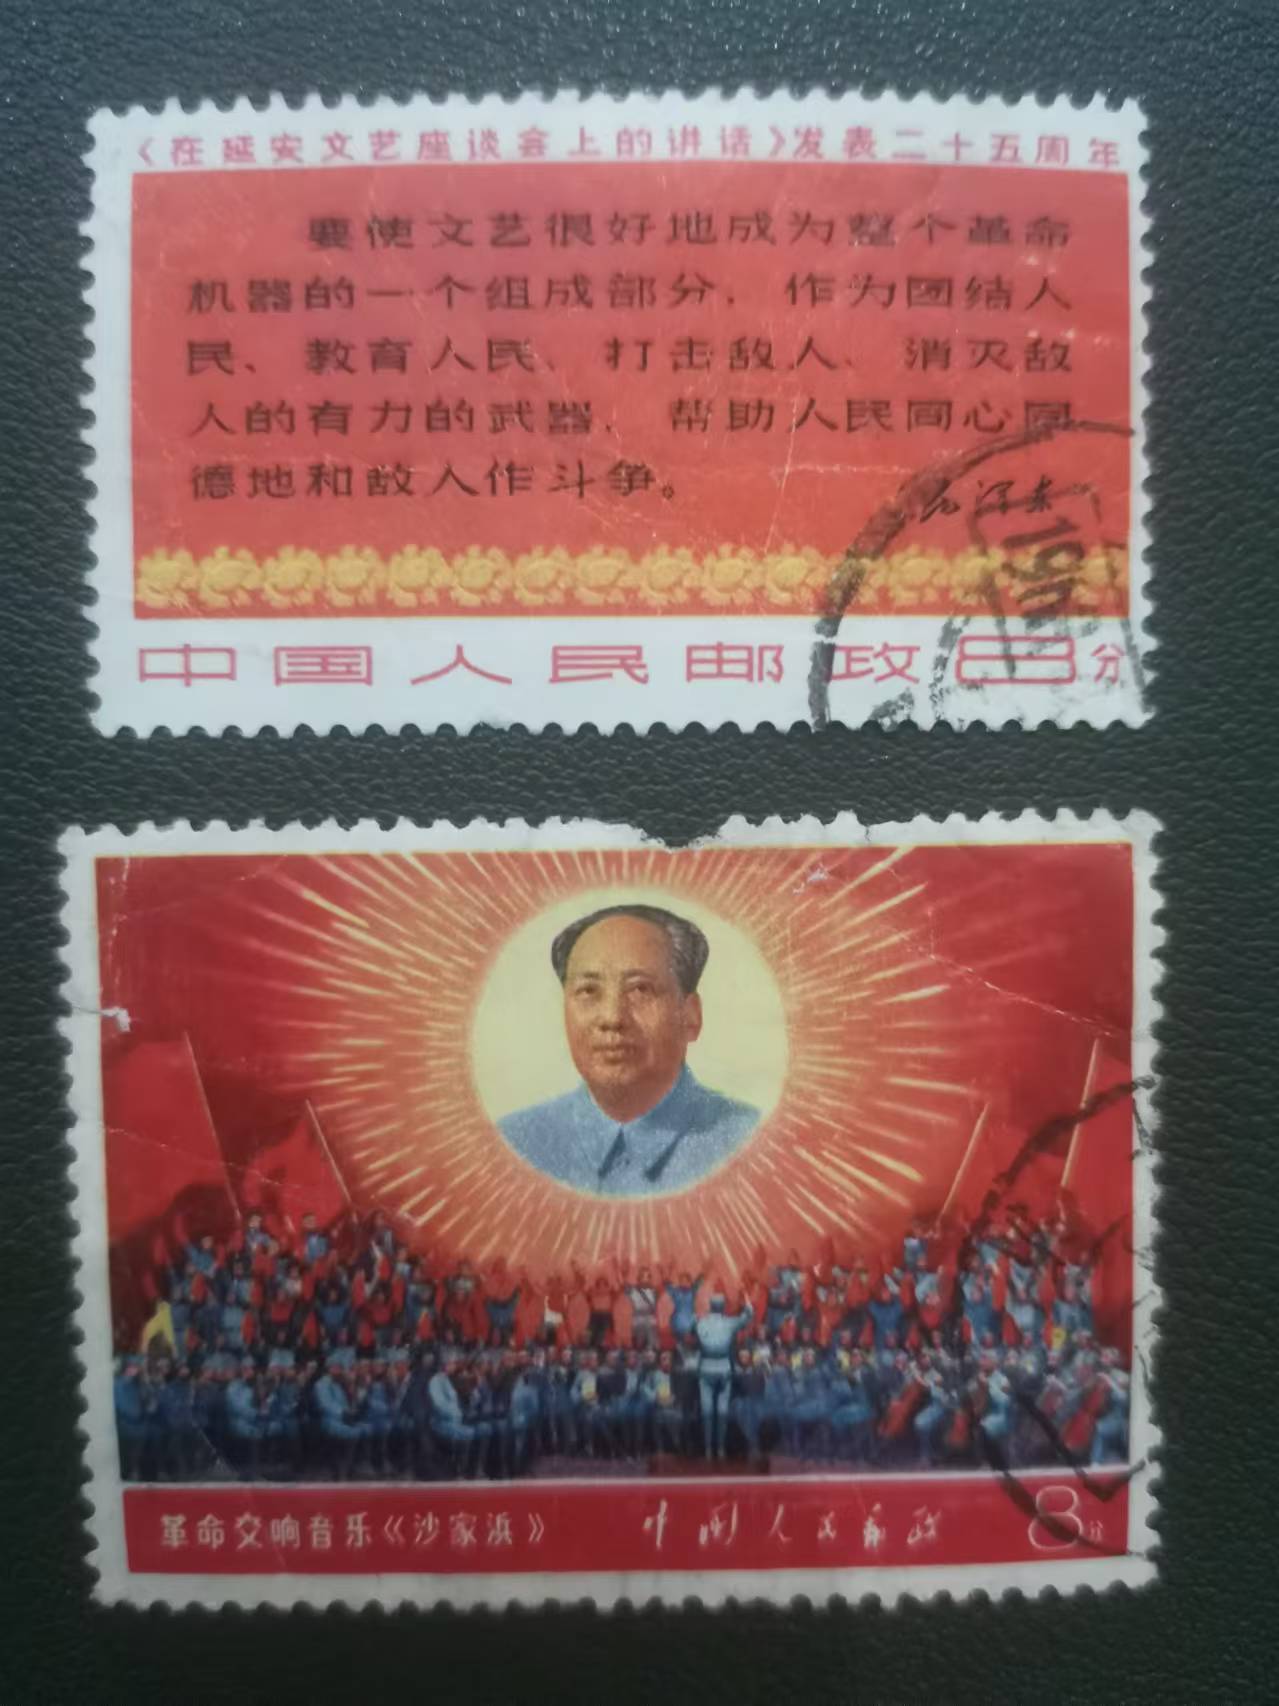 《在延安文艺座谈会上的讲话》发表二十五周年
要使文艺很好地成为整个革命
机器的一个组成部分，作为团结人
民、教育人民、打击敌人、消灭敌
人的有力的武器，帮助人民同心同
德地和敌人作斗争。
毛泽东
中国人民邮政8分
革命交响音乐《沙家浜》 中国人民邮政 8分